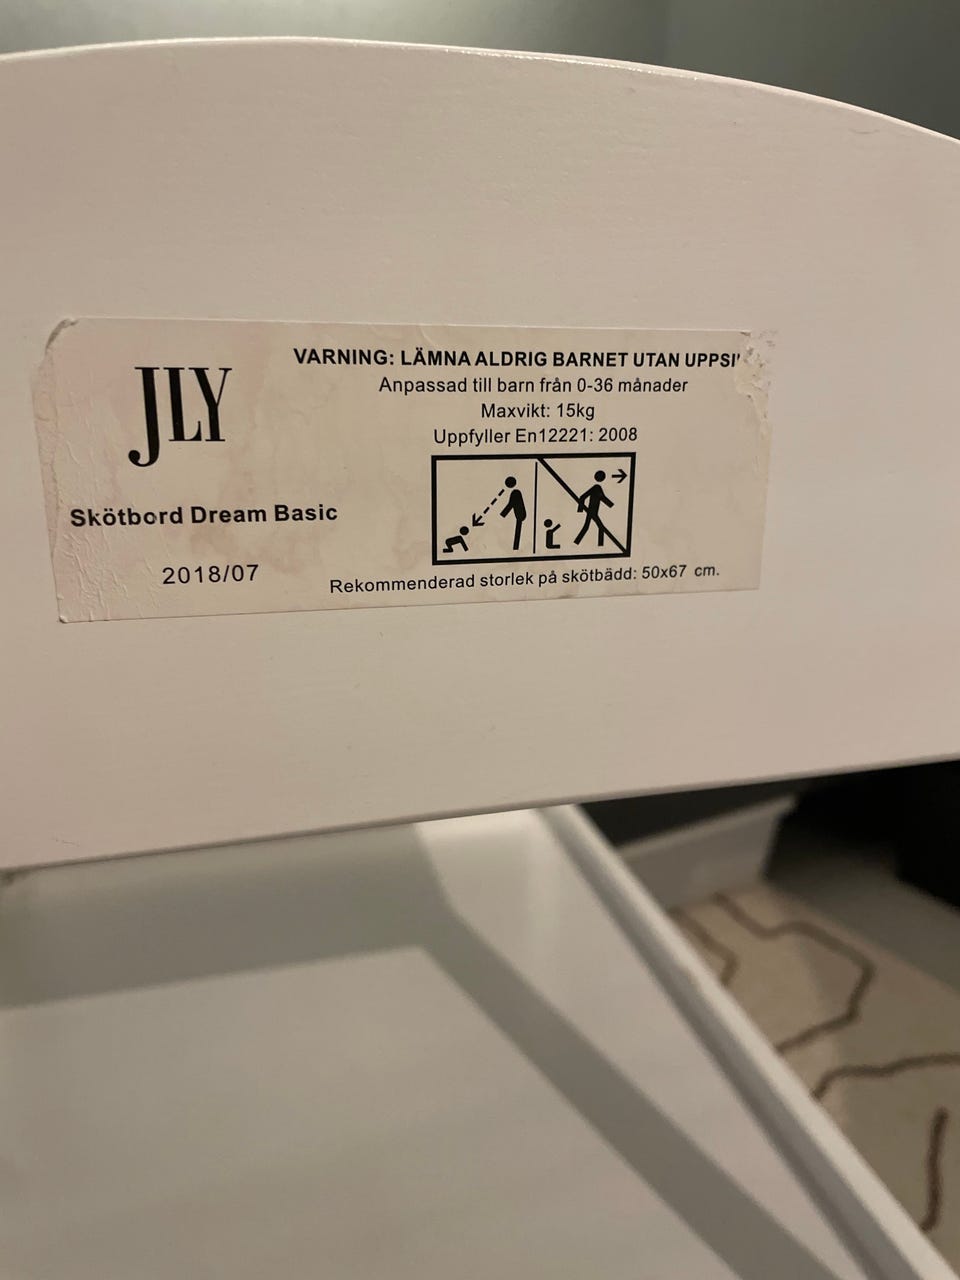 JLY
Skötbord Dream Basic
2018/07
VARNING: LÄMNA ALDRIG BARNET UTAN
Anpassad till barn från 0-36 månader
Maxvikt: 15kg
Uppfyller En12221: 2008
Rekommenderad storlek på skötbädd: 50x67 cm.